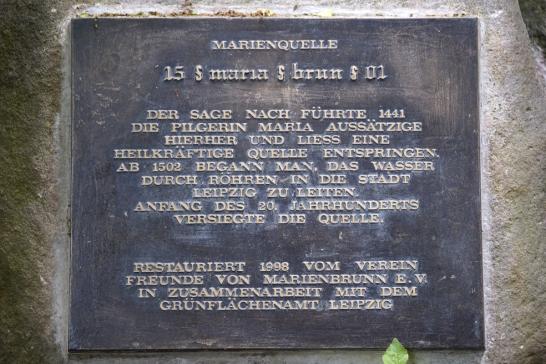 MARIENQUELLE
15 § maria § brun § 01
DER SAGE NACH FÜHRTE 1441
DIE PILGERIN MARIA AUSSÄTZIGE
HIERHER UND LIESS EINE
HEILKRÄFTIGE QUELLE ENTSPRINGEN.
AB 1502 BEGANN MAN, DAS WASSER
DURCH RÖHREN IN DIE STADT
LEIPZIG ZU LEITEN.
ANFANG DES 20. JAHRHUNDERTS
VERSIEGTE DIE QUELLE.
RESTAURIERT 1998 VOM VEREIN
FREUNDE VON MARIENBRUNN E.V.
IN ZUSAMMENARBEIT MIT DEM
GRÜNFLÄCHENAMT LEIPZIG